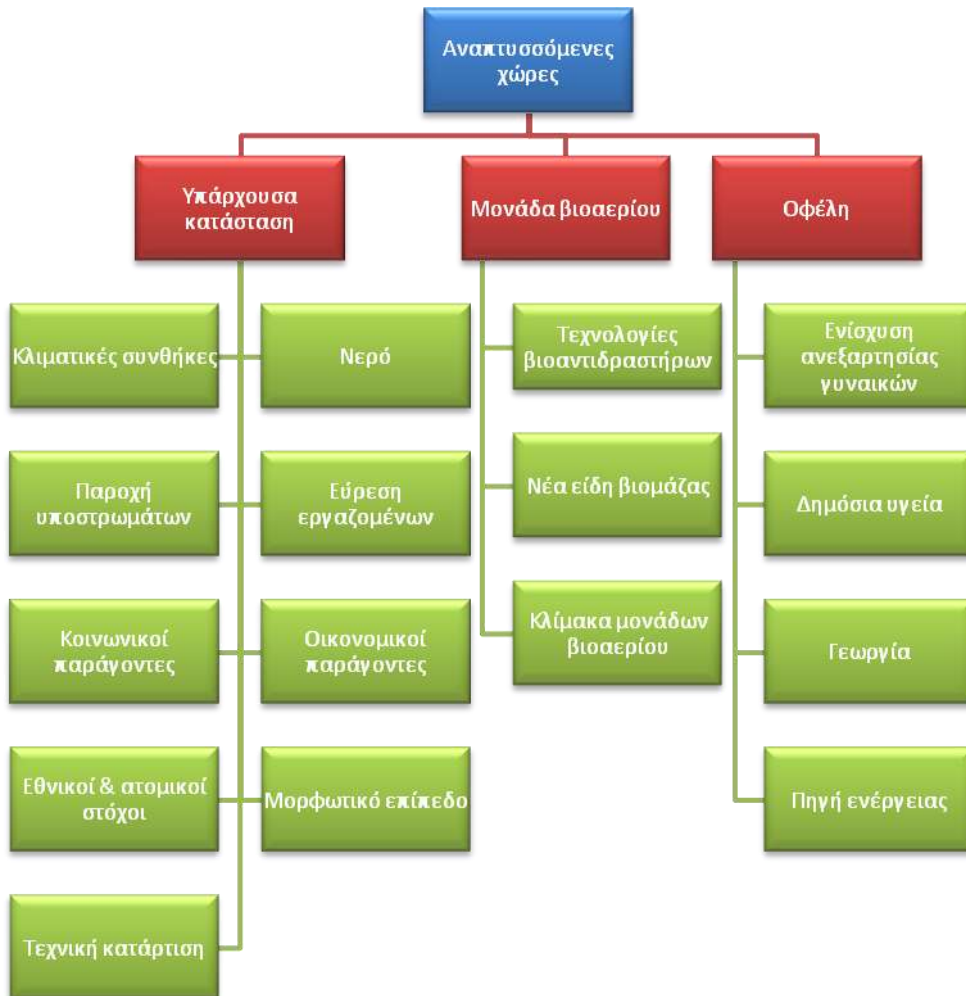 Αναπτυσσόμενες
χώρες
Υπάρχουσα
κατάσταση
Μονάδα βιοαερίου
Οφέλη
Κλιματικές συνθήκες
Νερό
Παροχή
υποστρωμάτων
Εύρεση
εργαζομένων
Κοινωνικοί
παράγοντες
Οικονομικοί
παράγοντες
Εθνικοί & ατομικοί
στόχοι
Μορφωτικό επίπεδο
Τεχνική κατάρτιση
Τεχνολογίες
βιοαντιδραστήρων
Νέα είδη βιομάζας
Κλίμακα μονάδων
βιοαερίου
Ενίσχυση
ανεξαρτησίας
γυναικών
Δημόσια υγεία
Γεωργία
Πηγή ενέργειας